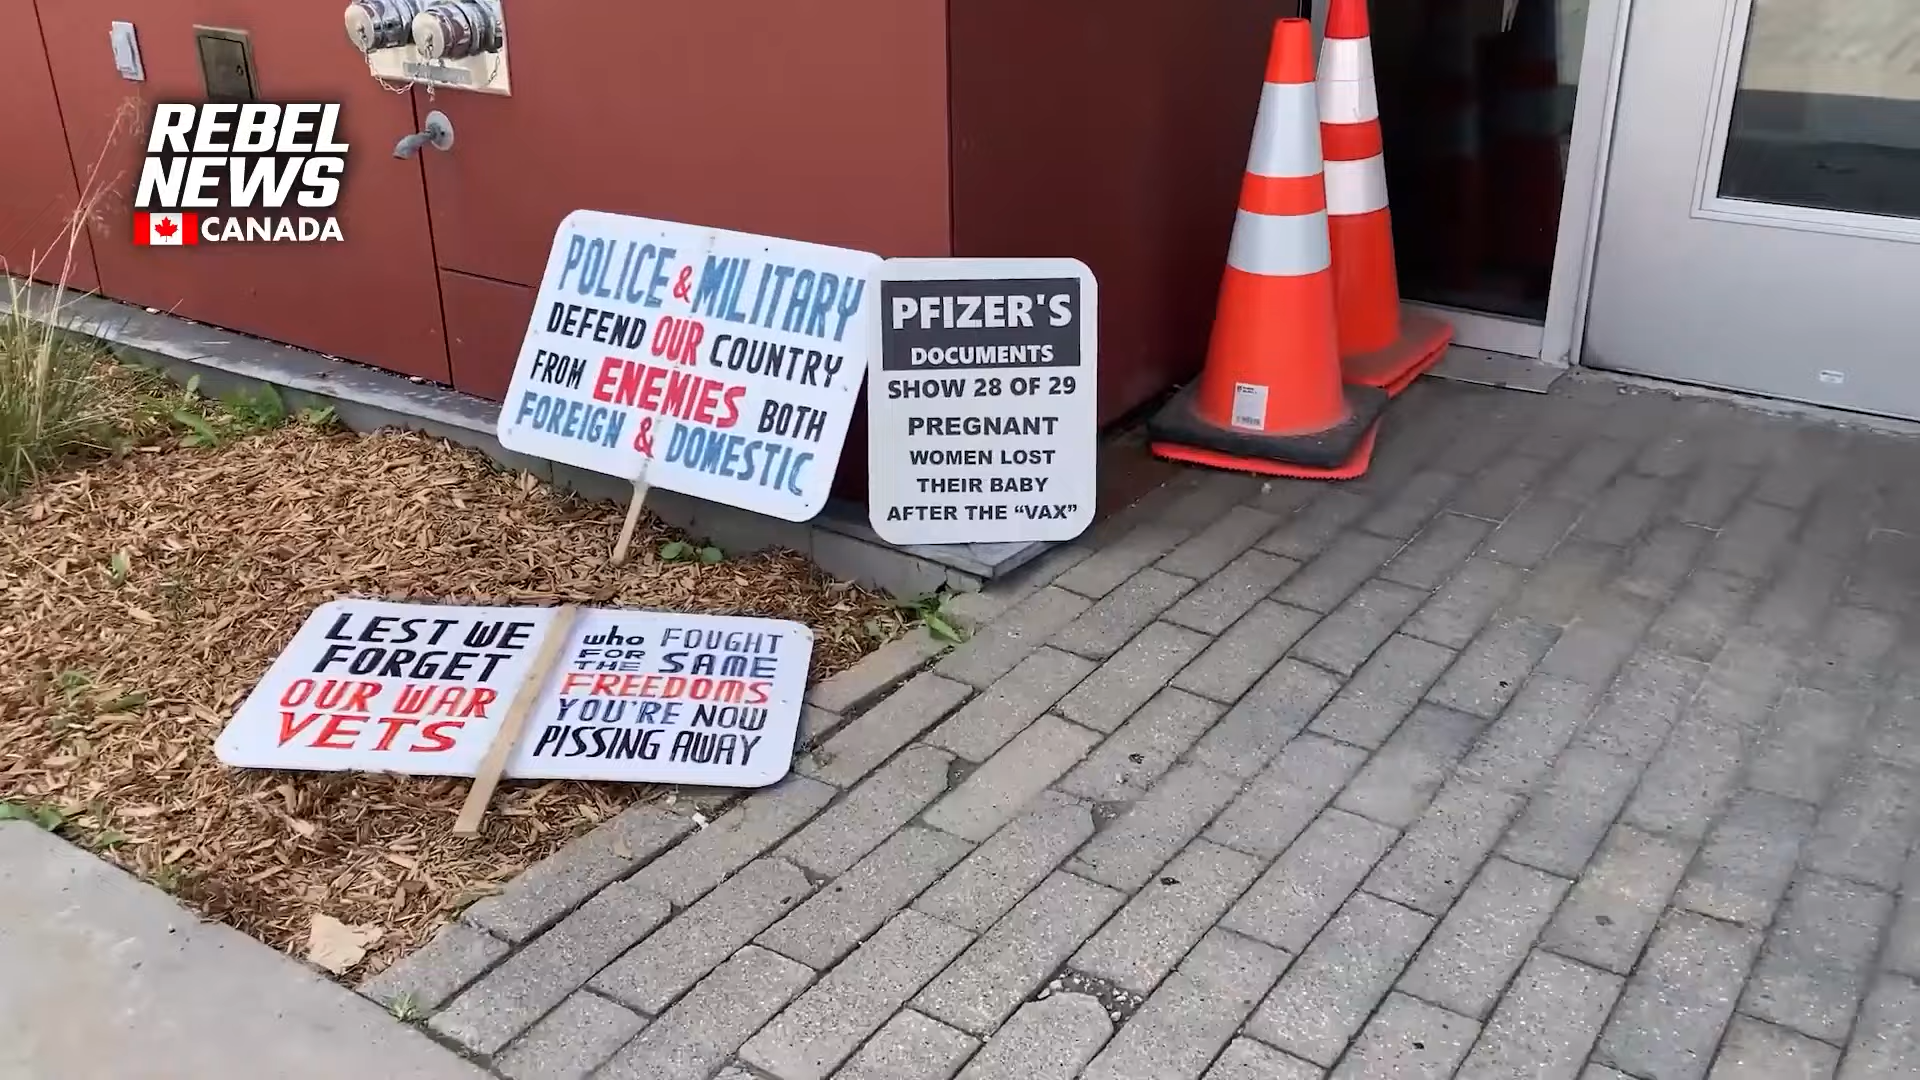 REBEL
NEWS
CANADA
POLICE & MILITARY
DEFEND OUR COUNTRY
FROM ENEMIES BOTH
FOREIGN & DOMESTIC
PFIZER'S
DOCUMENTS
SHOW 28 OF 29
PREGNANT
WOMEN LOST
THEIR BABY
AFTER THE “VAX”
LEST WE
FORGET
OUR WAR
VETS
who FOUGHT
FOR THE SAME
FREEDOMS
YOU'RE NOW
PISSING AWAY